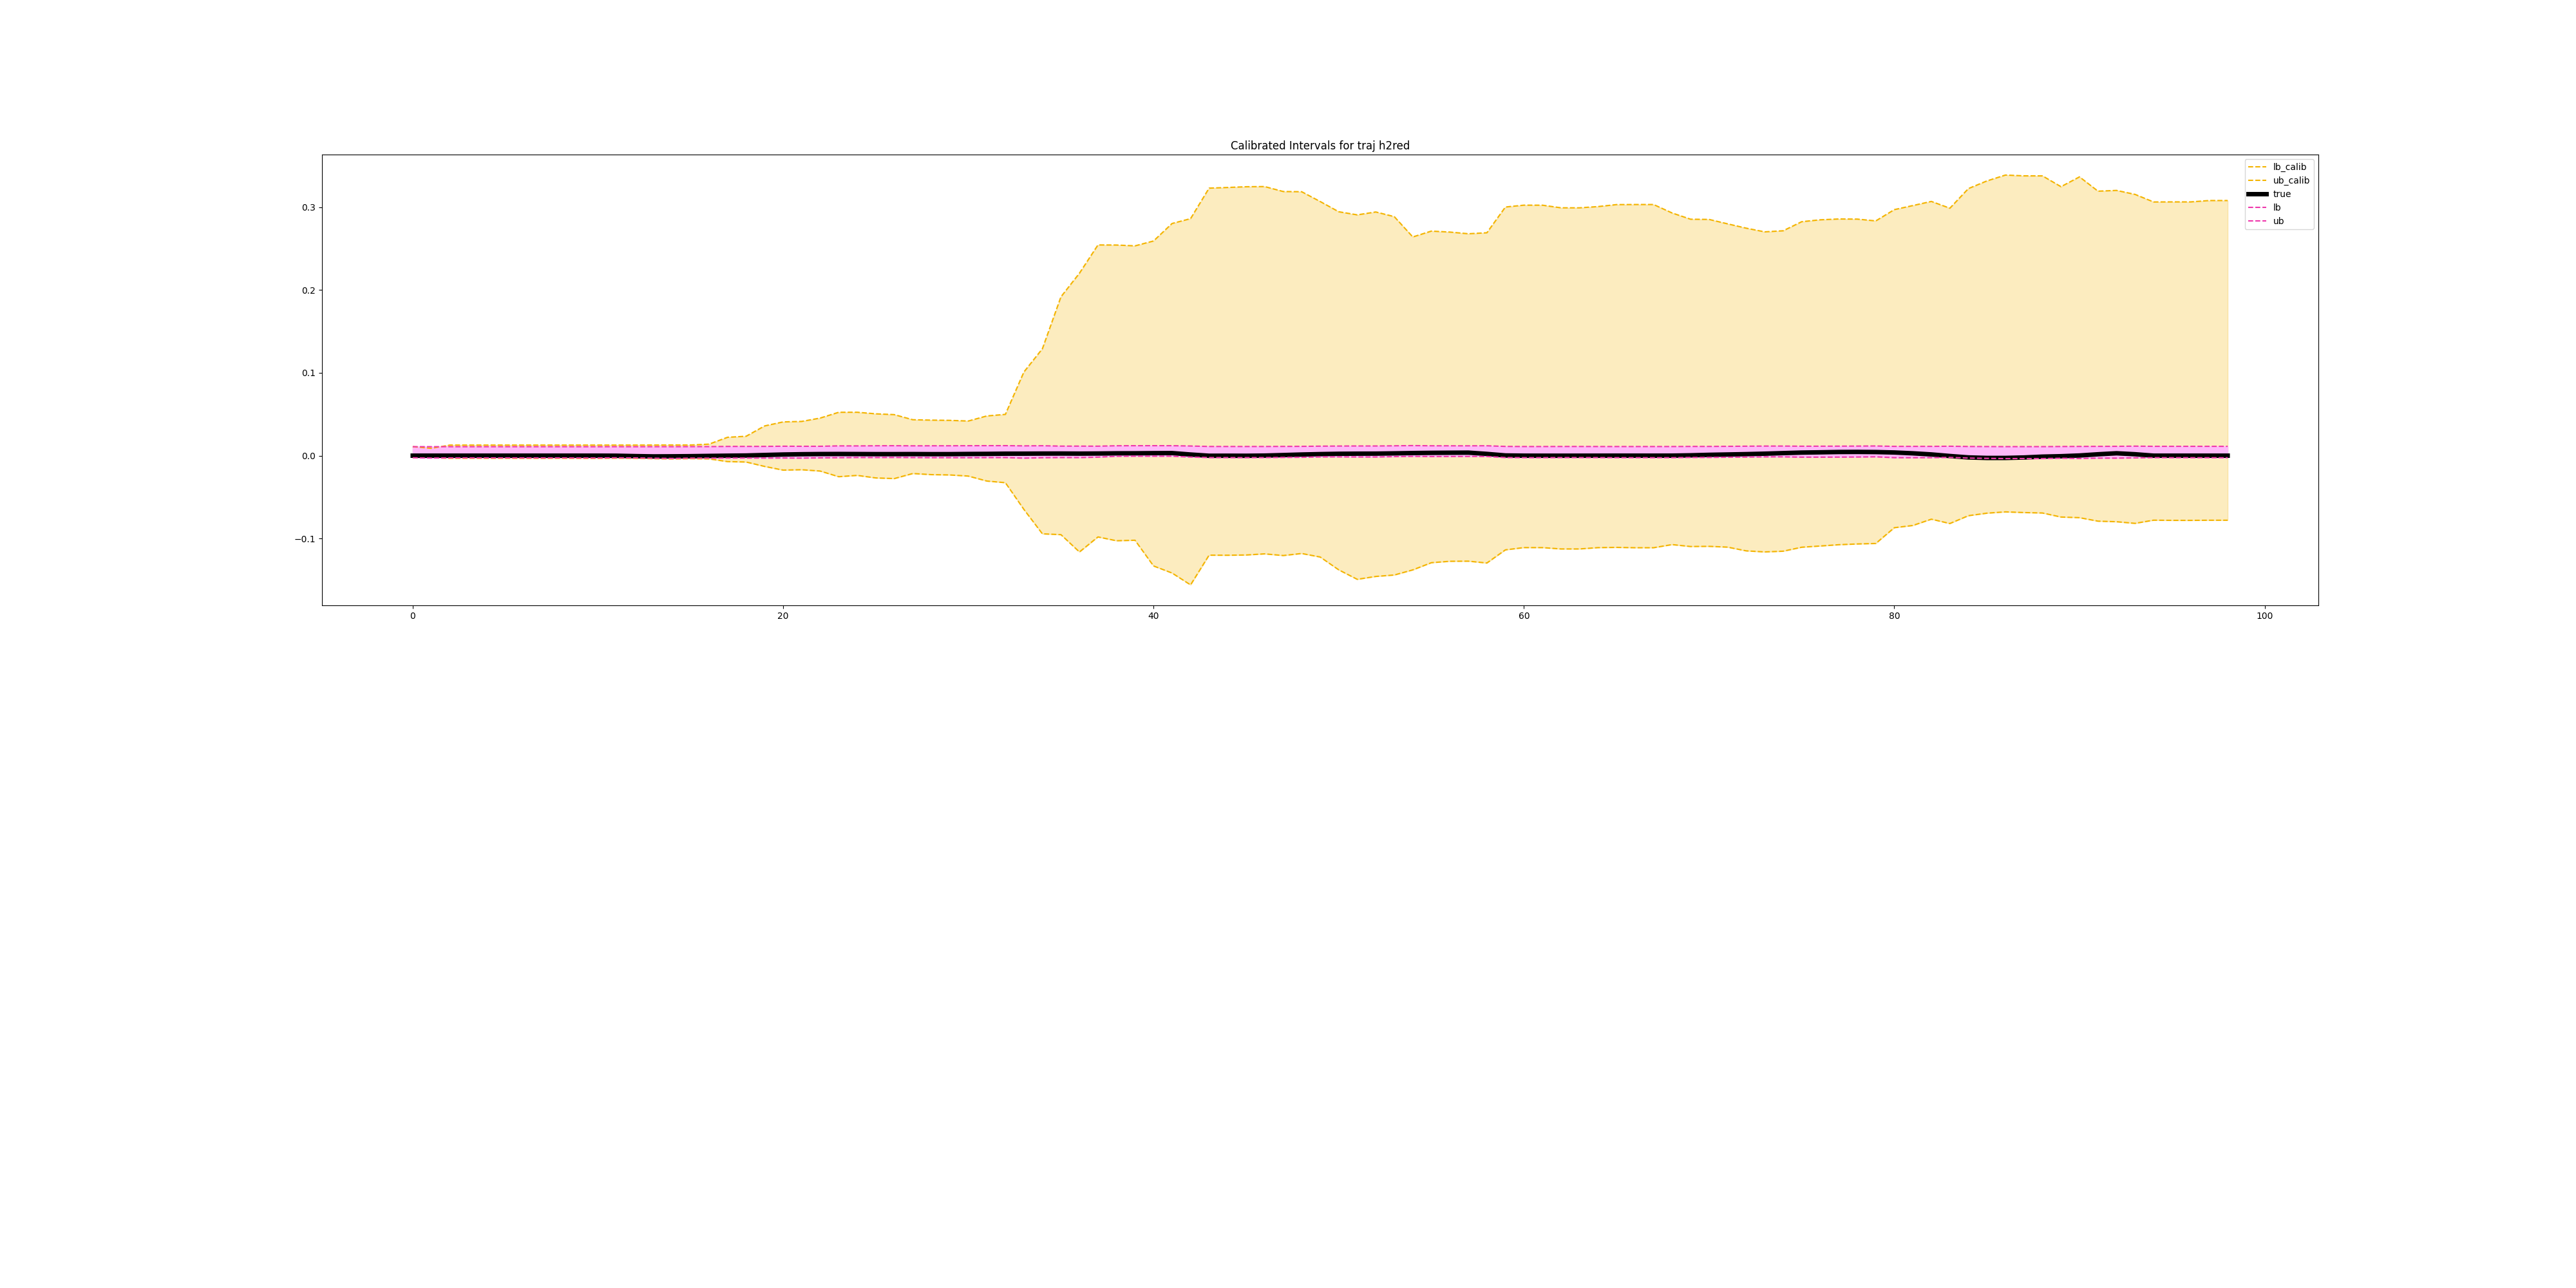 Calibrated Intervals for traj h2red
lb_calib
ub_calib
true
lb
ub
0.3
0.2
0.1
0.0
−0.1
0 20 40 60 80 100